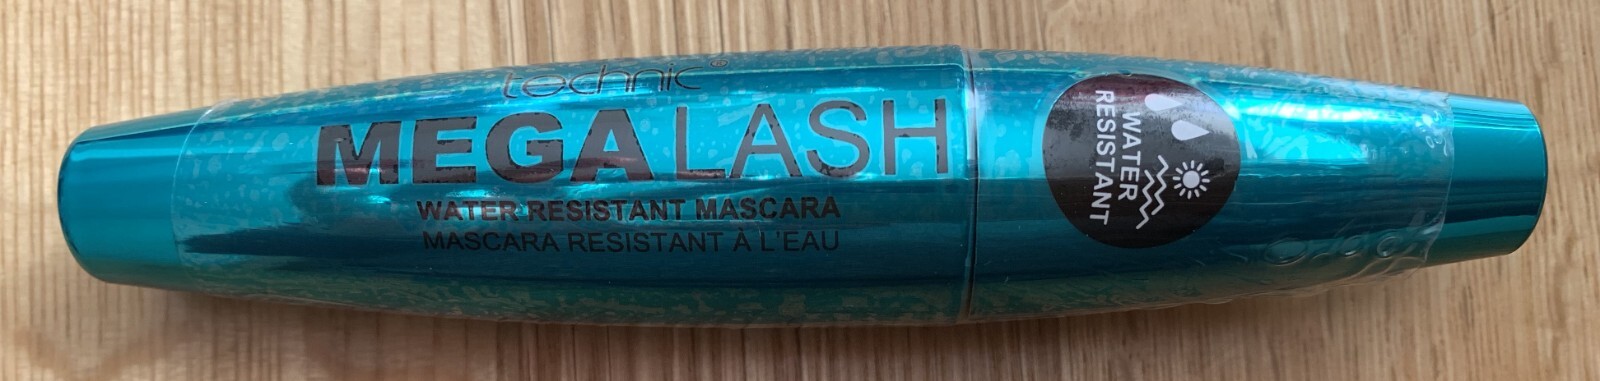 technic®
MEGALASH
WATER RESISTANT MASCARA
MASCARA RESISTANT À L'EAU
WATER
RESISTANT